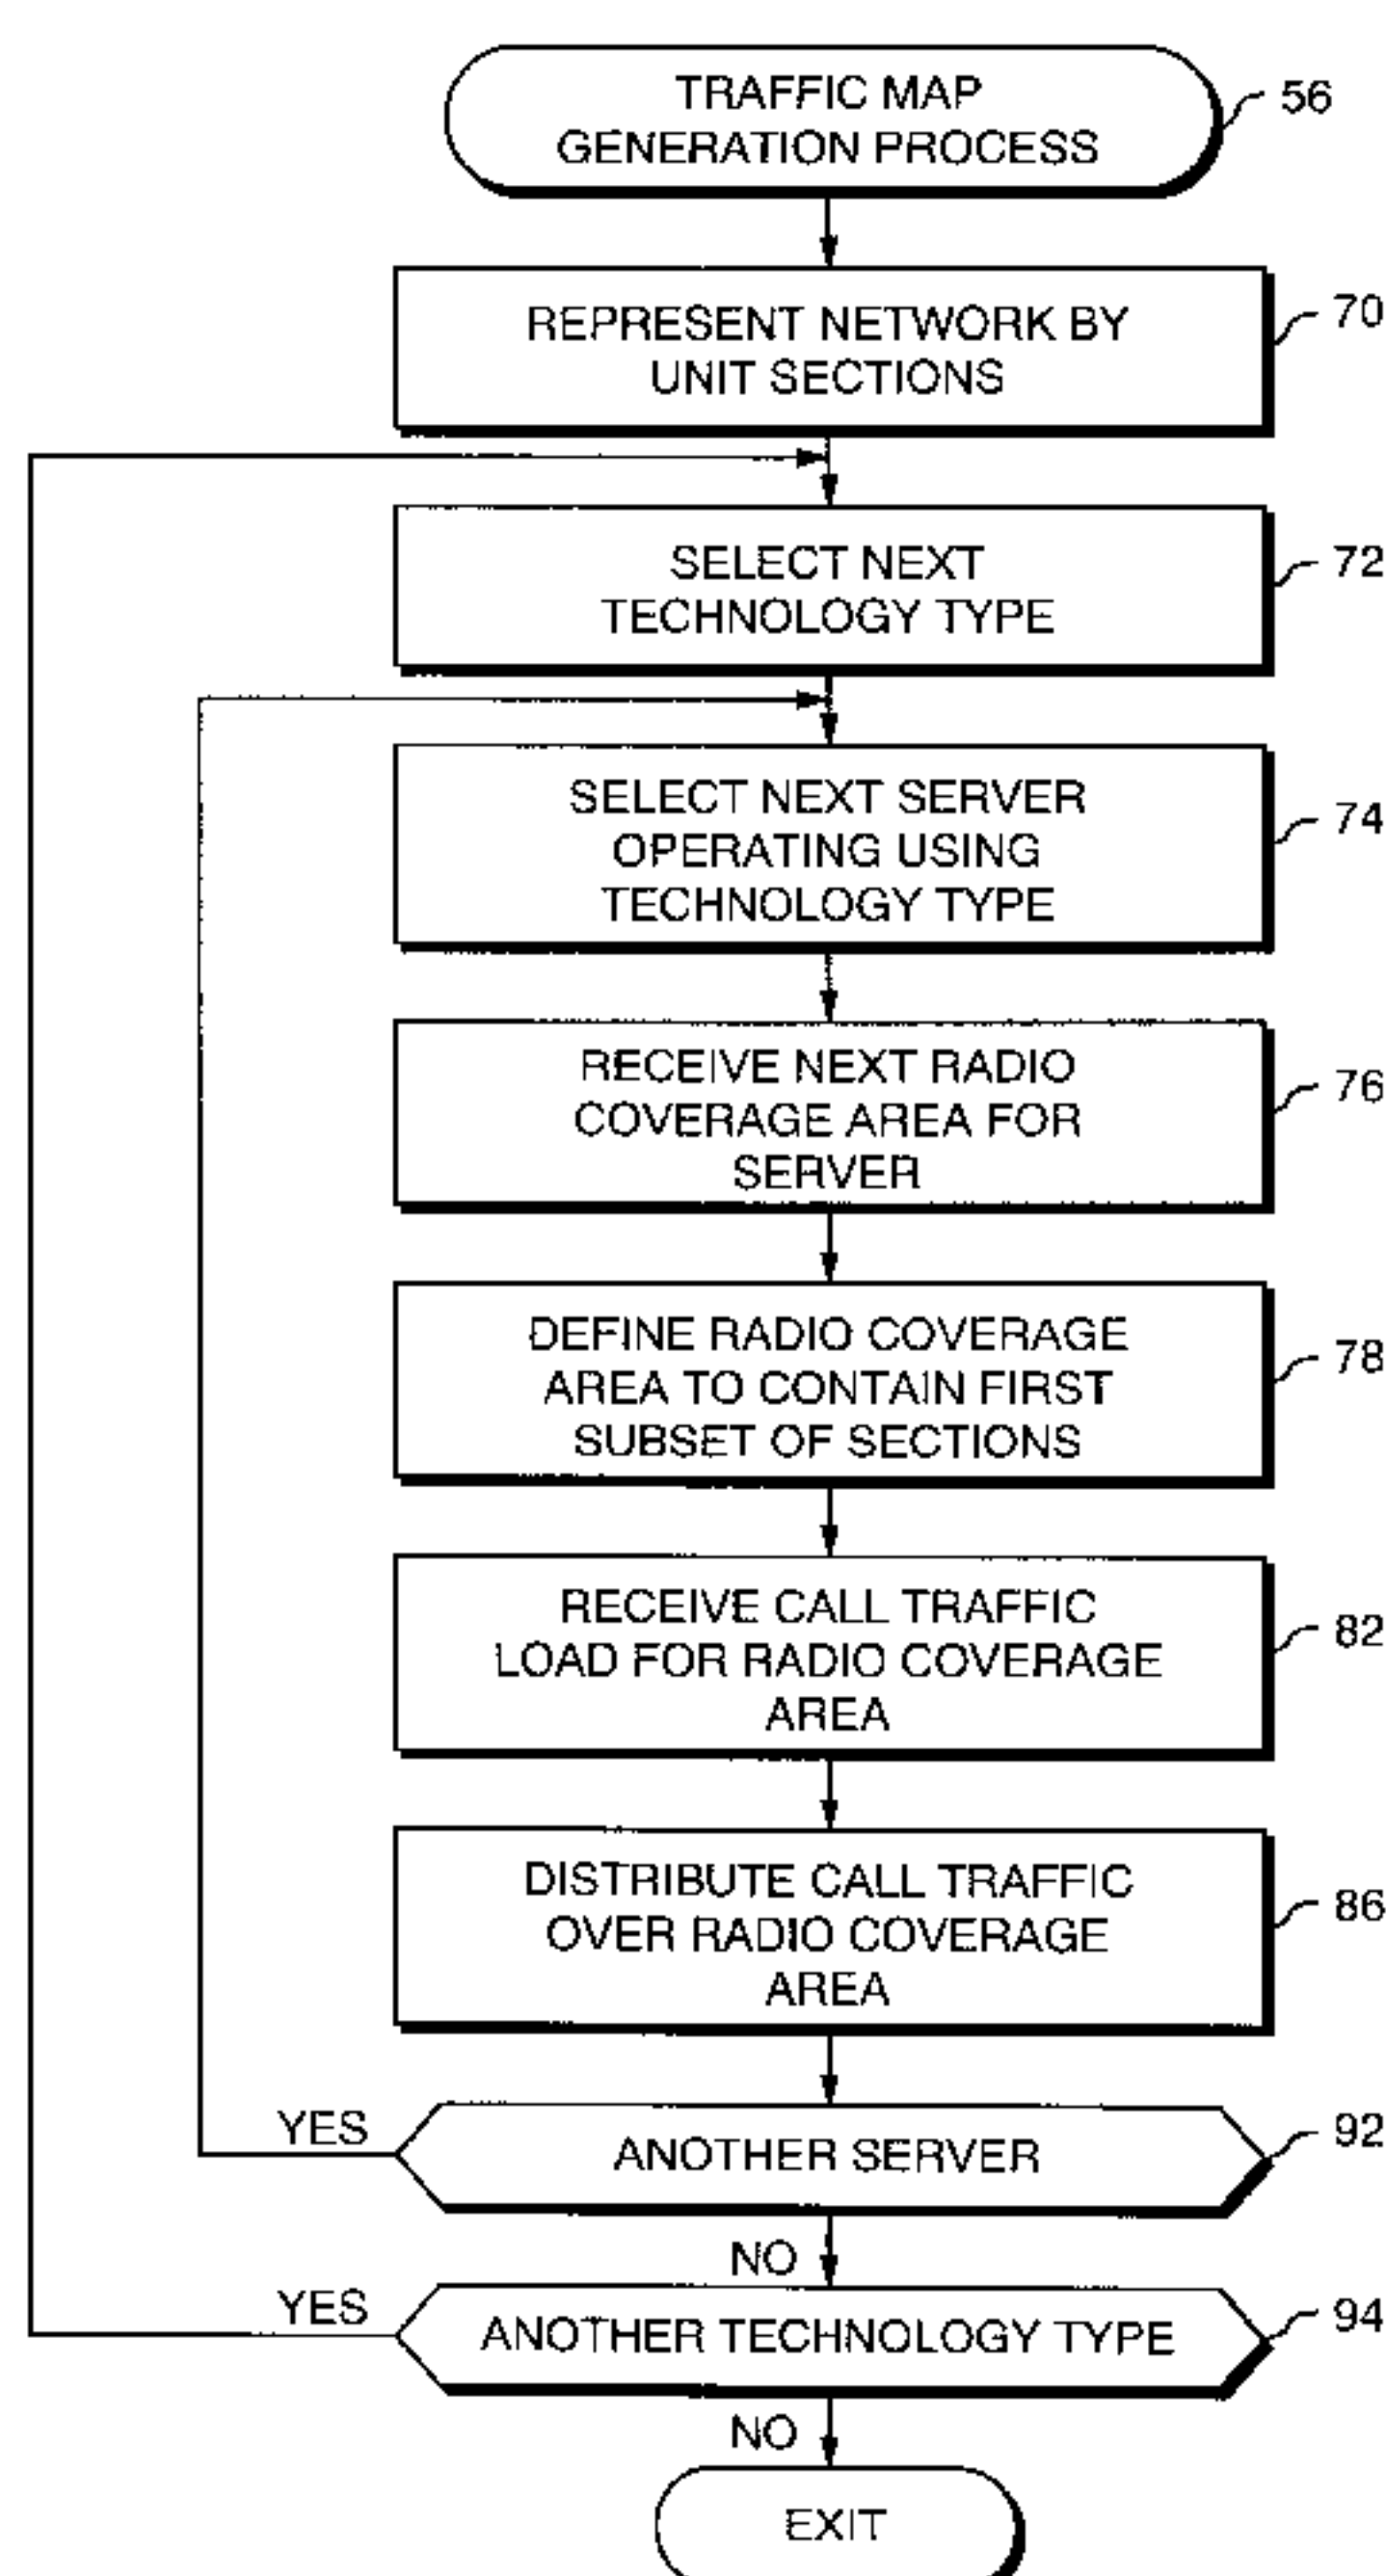 TRAFFIC MAP
GENERATION PROCESS
56
REPRESENT NETWORK BY
UNIT SECTIONS
70
SELECT NEXT
TECHNOLOGY TYPE
72
SELECT NEXT SERVER
OPERATING USING
TECHNOLOGY TYPE
74
RECEIVE NEXT RADIO
COVERAGE AREA FOR
SERVER
76
DEFINE RADIO COVERAGE
AREA TO CONTAIN FIRST
SUBSET OF SECTIONS
78
RECEIVE CALL TRAFFIC
LOAD FOR RADIO COVERAGE
AREA
82
DISTRIBUTE CALL TRAFFIC
OVER RADIO COVERAGE
AREA
86
YES
ANOTHER SERVER
92
NO
YES
ANOTHER TECHNOLOGY TYPE
94
NO
EXIT